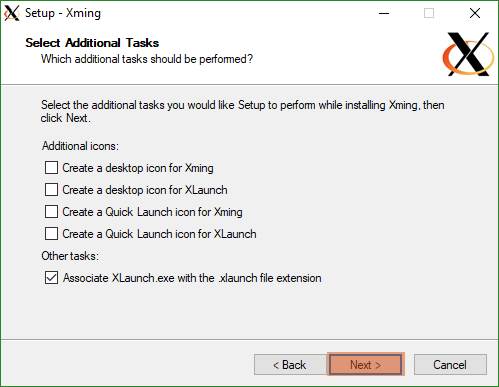 Setup - Xming
Select Additional Tasks
Which additional tasks should be performed?
Select the additional tasks you would like Setup to perform while installing Xming, then
click Next.
Additional icons:
Create a desktop icon for Xming
Create a desktop icon for XLaunch
Create a Quick Launch icon for Xming
Create a Quick Launch icon for XLaunch
Other tasks:
Associate XLaunch.exe with the .xlaunch file extension
< Back
Next >
Cancel